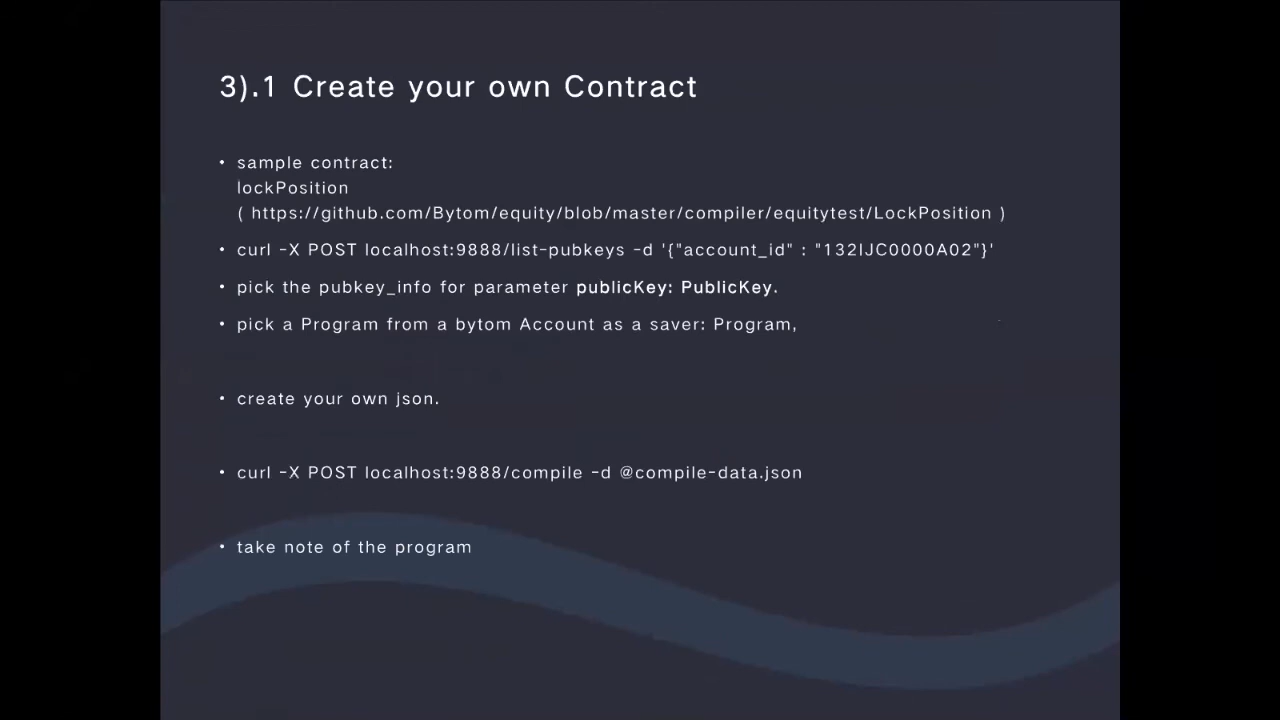 3).1 Create your own Contract
• sample contract:
lockPosition
( https://github.com/Bytom/equity/blob/master/compiler/equitytest/LockPosition )
• curl -X POST localhost:9888/list-pubkeys -d '{"account_id" : "132IJC0000A02"}'
• pick the pubkey_info for parameter publicKey: PublicKey.
• pick a Program from a bytom Account as a saver: Program,
• create your own json.
• curl -X POST localhost:9888/compile -d @compile-data.json
• take note of the program